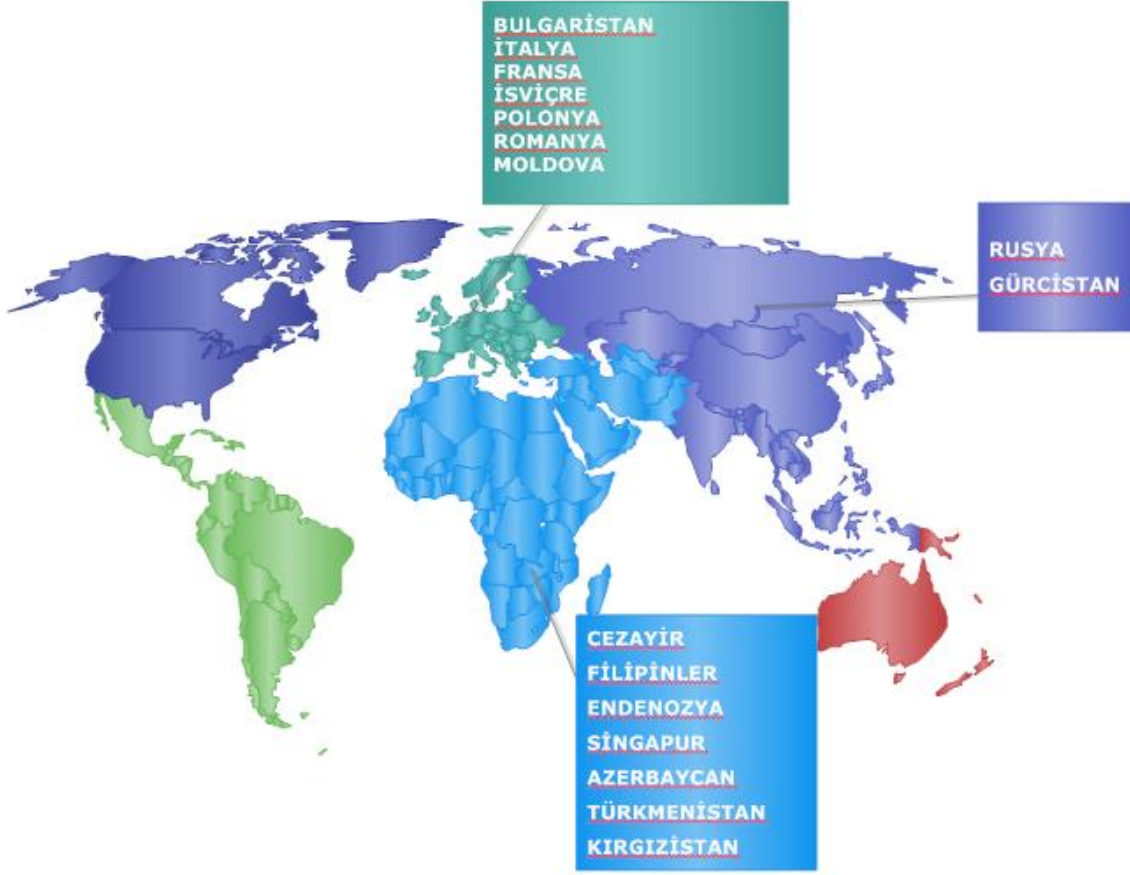 BULGARİSTAN
İTALYA
FRANSA
İSVİÇRE
POLONYA
ROMANYA
MOLDOVA
RUSYA
GÜRCİSTAN
CEZAYİR
FİLİPİNLER
ENDENOZYA
SİNGAPUR
AZERBAYCAN
TÜRKMENİSTAN
KIRGIZİSTAN